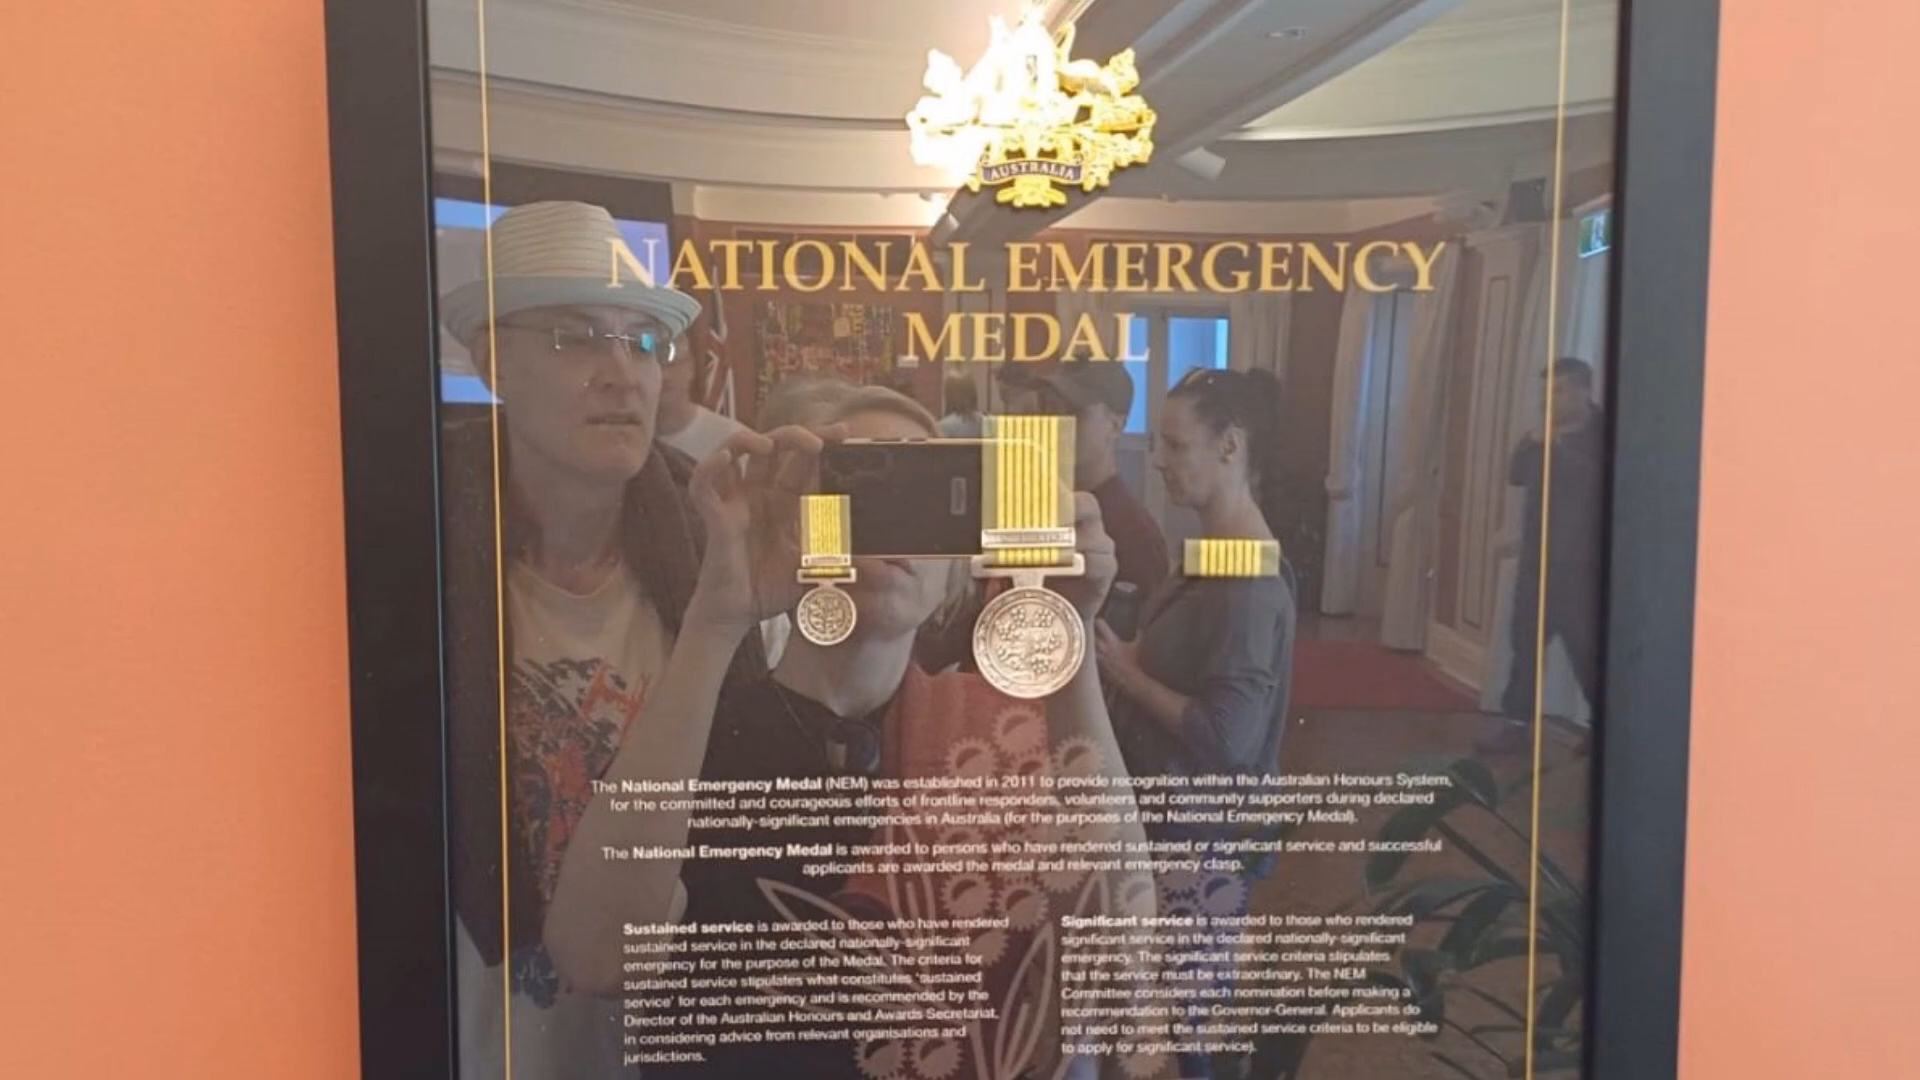 AUSTRALIA
NATIONAL EMERGENCY
MEDAL
The National Emergency Medal (NEM) was established in 2011 to provide recognition within the Australian Honours System,
for the committed and courageous efforts of frontline responders, volunteers and community supporters during declared
nationally-significant emergencies in Australia (for the purposes of the National Emergency Medal).
The National Emergency Medal is awarded to persons who have rendered sustained or significant service and successful
applicants are awarded the medal and relevant emergency clasp.
Sustained service is awarded to those who have rendered
sustained service in the declared nationally-significant
emergency for the purpose of the Medal. The criteria for
sustained service stipulates what constitutes 'sustained
service' for each emergency and is recommended by the
Director of the Australian Honours and Awards Secretariat,
in considering advice from relevant organisations and
jurisdictions.
Significant service is awarded to those who rendered
significant service in the declared nationally-significant
emergency. The significant service criteria stipulates
that the service must be extraordinary. The NEM
Committee considers each nomination before making a
recommendation to the Governor-General. Applicants do
not need to meet the sustained service criteria to be eligible
to apply for significant service).